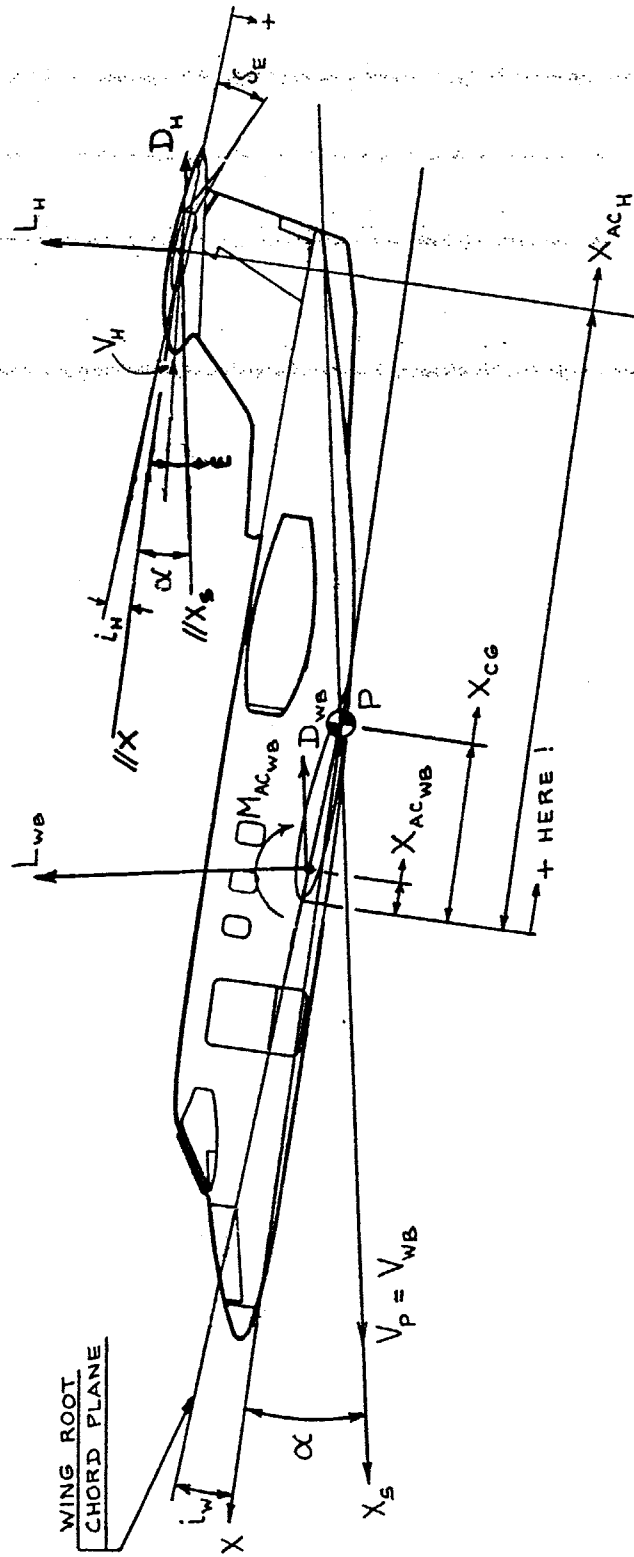 WING ROOT
CHORD PLANE
i_W
X
α
X_S
V_P = V_WB
L_WB
M_AC_WB
D_WB
P
X_AC_WB
X_CG
+ HERE !
X_AC_H
//X
i_H
α
//X_S
ε
V_H
L_H
D_H
δ_E
+